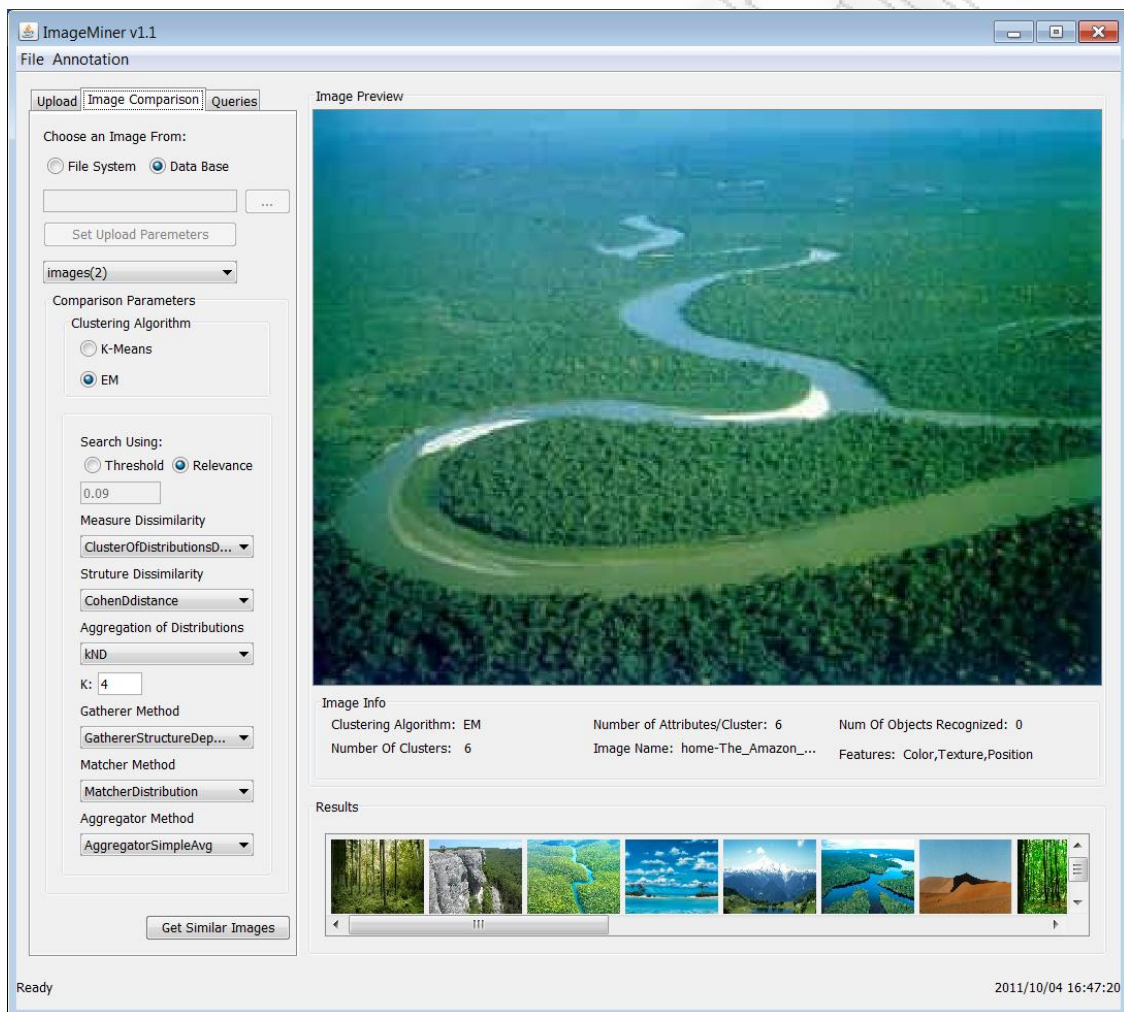 ImageMiner v1.1
File Annotation
Upload Image Comparison Queries
Choose an Image From:
File System Data Base
...
Set Upload Paremeters
images(2)
Comparison Parameters
Clustering Algorithm
K-Means
EM
Search Using:
Threshold Relevance
0.09
Measure Dissimilarity
ClusterOfDistributionsD...
Struture Dissimilarity
CohenDdistance
Aggregation of Distributions
kND
K: 4
Gatherer Method
GathererStructureDep...
Matcher Method
MatcherDistribution
Aggregator Method
AggregatorSimpleAvg
Get Similar Images
Image Preview
Image Info
Clustering Algorithm: EM Number of Attributes/Cluster: 6 Num Of Objects Recognized: 0
Number Of Clusters: 6 Image Name: home-The_Amazon_... Features: Color,Texture,Position
Results
Ready 2011/10/04 16:47:20